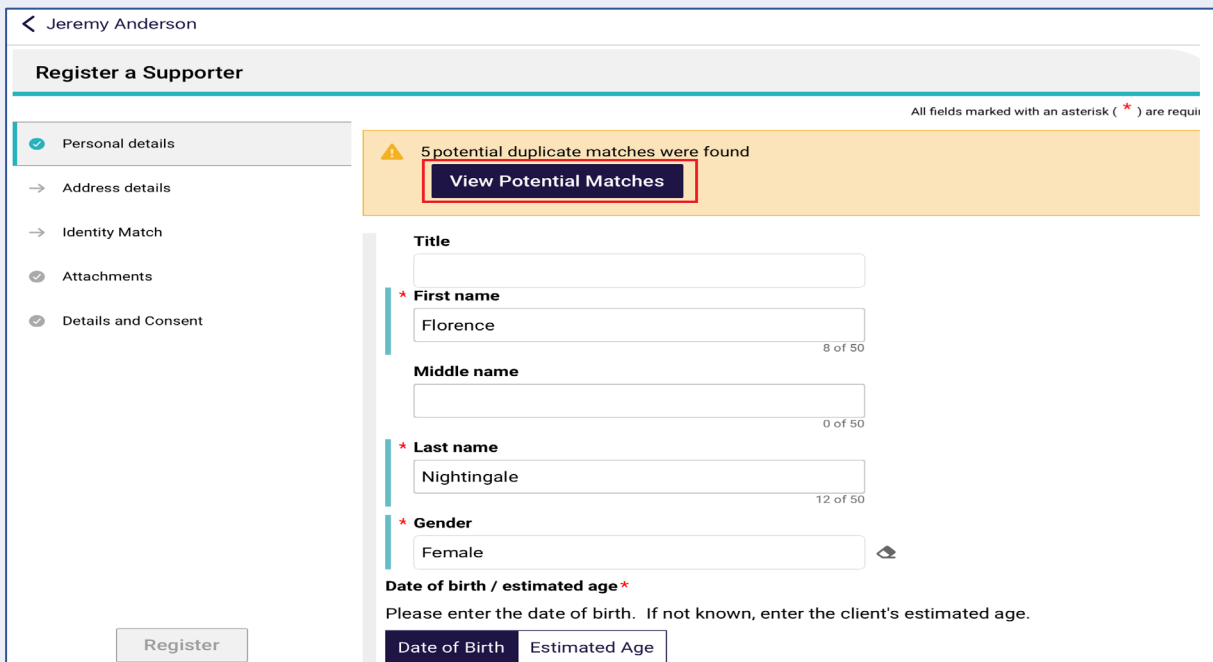 Jeremy Anderson
Register a Supporter
All fields marked with an asterisk ( * ) are
Personal details
Address details
Identity Match
Attachments
Details and Consent
Register
5 potential duplicate matches were found
View Potential Matches
Title
* First name
Florence
8 of 50
Middle name
0 of 50
* Last name
Nightingale
12 of 50
* Gender
Female
Date of birth / estimated age *
Please enter the date of birth. If not known, enter the client's estimated age.
Date of Birth Estimated Age